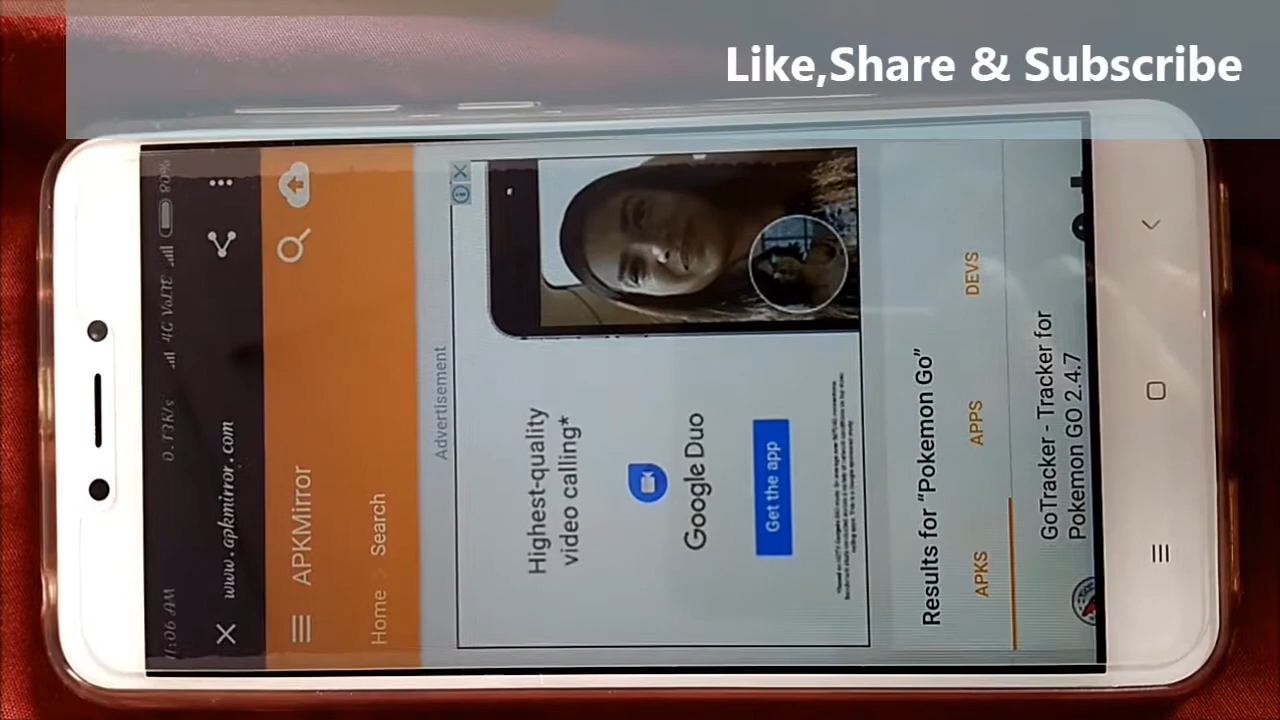 Like,Share & Subscribe
11:06 AM 0.13K/s 4G VoLTE 80%
www.apkmirror.com
APKMirror
Home Search
Advertisement
Highest-quality
video calling*
Google Duo
Get the app
Results for “Pokemon Go”
APKS APPS DEVS
GoTracker - Tracker for
Pokemon GO 2.4.7